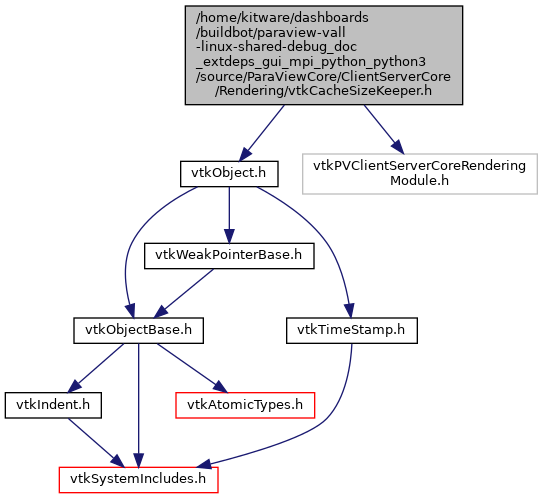 /home/kitware/dashboards
/buildbot/paraview-vall
-linux-shared-debug_doc
_extdeps_gui_mpi_python_python3
/source/ParaViewCore/ClientServerCore
/Rendering/vtkCacheSizeKeeper.h
vtkObject.h
vtkPVClientServerCoreRendering
Module.h
vtkWeakPointerBase.h
vtkObjectBase.h
vtkTimeStamp.h
vtkIndent.h
vtkAtomicTypes.h
vtkSystemIncludes.h